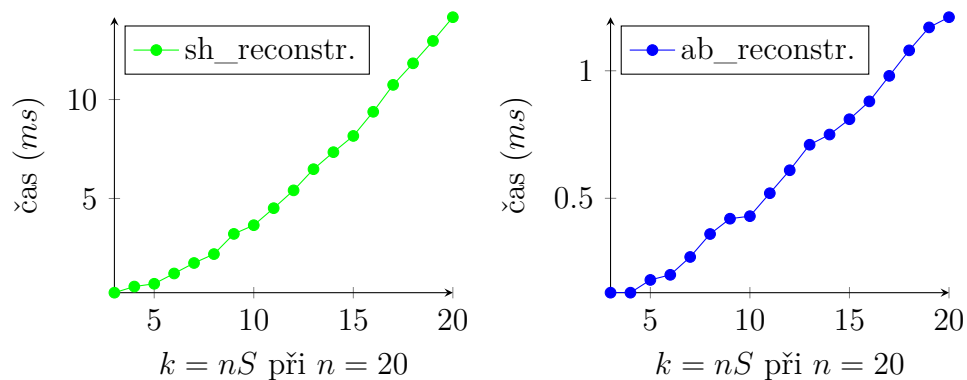 sh_reconstr.
10
5
čas (ms)
5 10 15 20
k = nS při n = 20
ab_reconstr.
1
0.5
čas (ms)
5 10 15 20
k = nS při n = 20